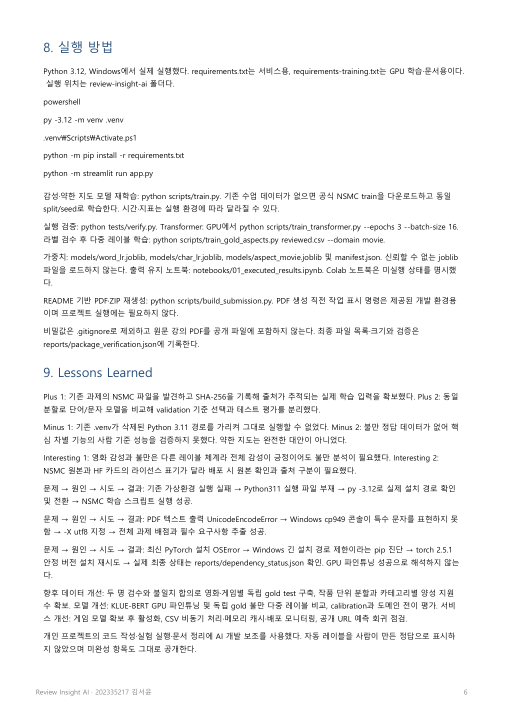 8. 실행 방법
Python 3.12, Windows에서 실제 실행했다. requirements.txt는 서비스용, requirements-training.txt는 GPU 학습·문서용이다.
실행 위치는 review-insight-ai 폴더다.
powershell
py -3.12 -m venv .venv
.venv₩Scripts₩Activate.ps1
python -m pip install -r requirements.txt
python -m streamlit run app.py
감성·약한 지도 모델 재학습: python scripts/train.py. 기존 수업 데이터가 없으면 공식 NSMC train을 다운로드하고 동일
split/seed로 학습한다. 시간·지표는 실행 환경에 따라 달라질 수 있다.
실행 검증: python tests/verify.py. Transformer: GPU에서 python scripts/train_transformer.py --epochs 3 --batch-size 16.
라벨 검수 후 다중 레이블 학습: python scripts/train_gold_aspects.py reviewed.csv --domain movie.
가중치: models/word_lr.joblib, models/char_lr.joblib, models/aspect_movie.joblib 및 manifest.json. 신뢰할 수 없는 joblib
파일을 로드하지 않는다. 출력 유지 노트북: notebooks/01_executed_results.ipynb. Colab 노트북은 미실행 상태를 명시했
다.
README 기반 PDF·ZIP 재생성: python scripts/build_submission.py. PDF 생성 직전 작업 표시 명령은 제공된 개발 환경용
이며 프로젝트 실행에는 필요하지 않다.
비밀값은 .gitignore로 제외하고 원문 강의 PDF를 공개 파일에 포함하지 않는다. 최종 파일 목록·크기와 검증은
reports/package_verification.json에 기록한다.
9. Lessons Learned
Plus 1: 기존 과제의 NSMC 파일을 발견하고 SHA-256을 기록해 출처가 추적되는 실제 학습 입력을 확보했다. Plus 2: 동일
분할로 단어/문자 모델을 비교해 validation 기준 선택과 테스트 평가를 분리했다.
Minus 1: 기존 .venv가 삭제된 Python 3.11 경로를 가리켜 그대로 실행할 수 없었다. Minus 2: 불만 정답 데이터가 없어 핵
심 차별 기능의 사람 기준 성능을 검증하지 못했다. 약한 지도는 완전한 대안이 아니었다.
Interesting 1: 영화 감성과 불만은 다른 레이블 체계라 전체 감성이 긍정이어도 불만 분석이 필요했다. Interesting 2:
NSMC 원본과 HF 카드의 라이선스 표기가 달라 배포 시 원본 확인과 출처 구분이 필요했다.
문제 → 원인 → 시도 → 결과: 기존 가상환경 실행 실패 → Python311 실행 파일 부재 → py -3.12로 실제 설치 경로 확인
및 전환 → NSMC 학습 스크립트 실행 성공.
문제 → 원인 → 시도 → 결과: PDF 텍스트 출력 UnicodeEncodeError → Windows cp949 콘솔이 특수 문자를 표현하지 못
함 → -X utf8 지정 → 전체 과제 배점과 필수 요구사항 추출 성공.
문제 → 원인 → 시도 → 결과: 최신 PyTorch 설치 OSError → Windows 긴 설치 경로 제한이라는 pip 진단 → torch 2.5.1
안정 버전 설치 재시도 → 실제 최종 상태는 reports/dependency_status.json 확인. GPU 파인튜닝 성공으로 해석하지 않는
다.
향후 데이터 개선: 두 명 검수와 불일치 합의로 영화·게임별 독립 gold test 구축, 작품 단위 분할과 카테고리별 양성 지원
수 확보. 모델 개선: KLUE-BERT GPU 파인튜닝 및 독립 gold 불만 다중 레이블 비교, calibration과 도메인 전이 평가. 서비
스 개선: 게임 모델 확보 후 활성화, CSV 비동기 처리·메모리 캐시·배포 모니터링, 공개 URL 예측 회귀 점검.
개인 프로젝트의 코드 작성·실험 실행·문서 정리에 AI 개발 보조를 사용했다. 자동 레이블을 사람이 만든 정답으로 표시하
지 않았으며 미완성 항목도 그대로 공개한다.
Review Insight AI · 202335217 김서윤
6